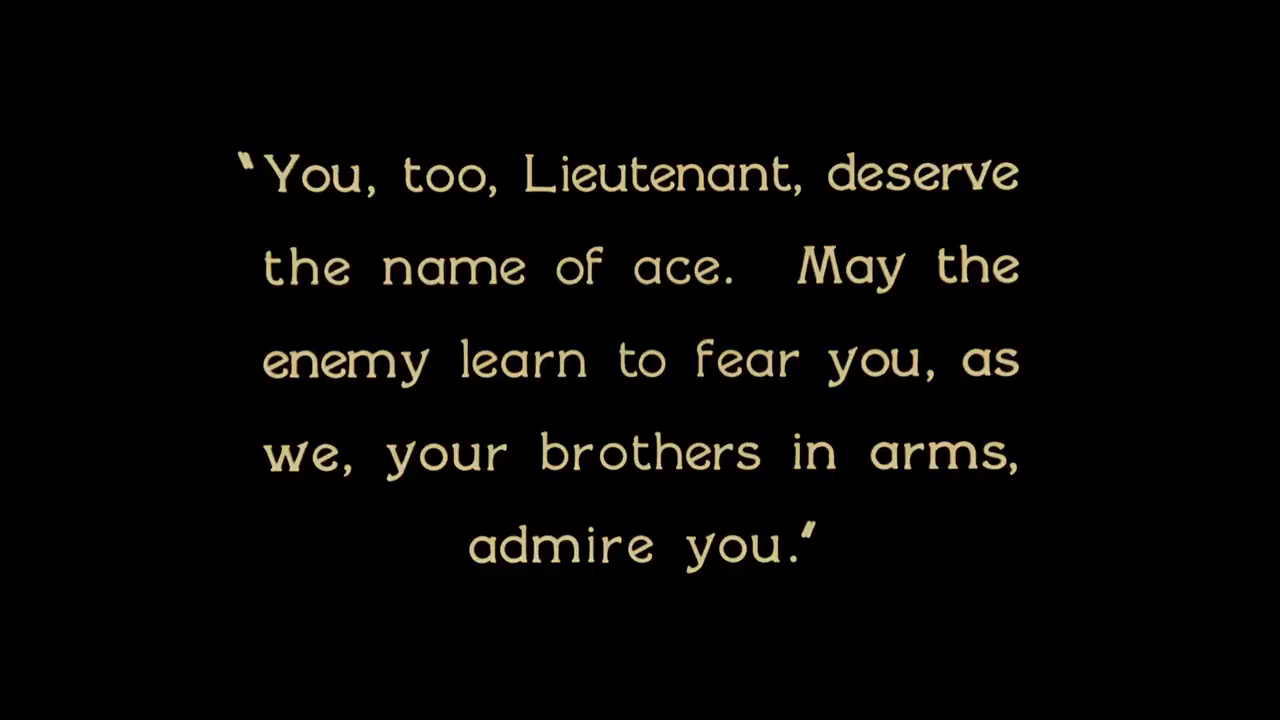 "You, too, Lieutenant, deserve
the name of ace. May the
enemy learn to fear you, as
we, your brothers in arms,
admire you."